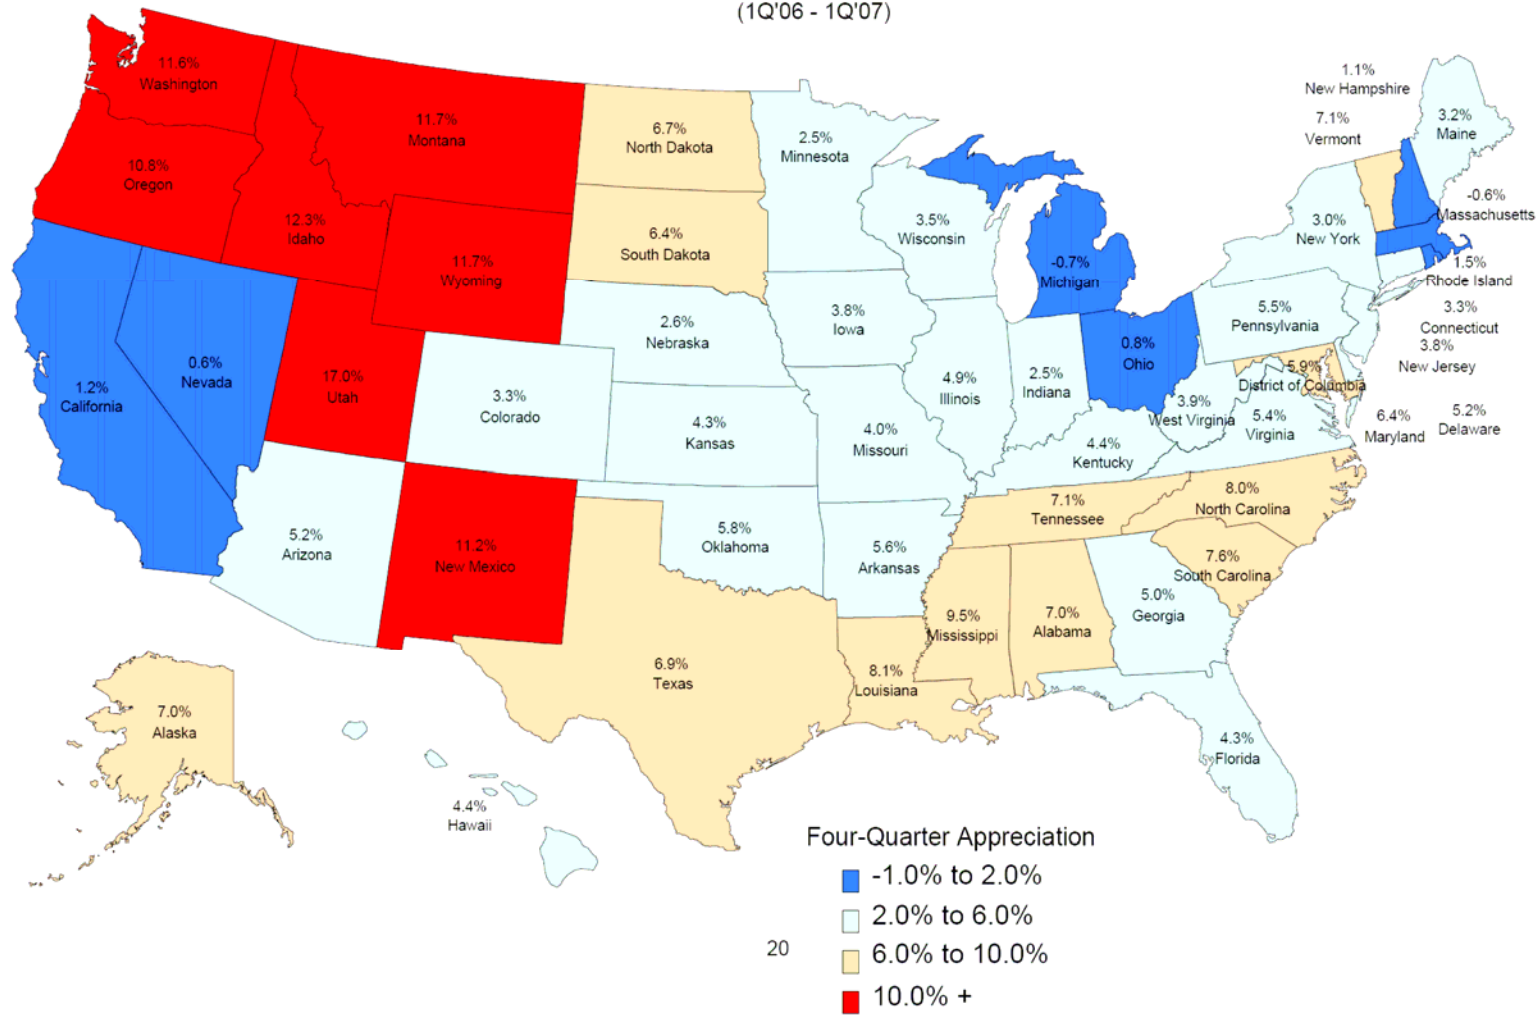 (1Q'06 - 1Q'07)
11.6%
Washington
10.8%
Oregon
12.3%
Idaho
11.7%
Montana
11.7%
Wyoming
1.2%
California
0.6%
Nevada
17.0%
Utah
3.3%
Colorado
5.2%
Arizona
11.2%
New Mexico
6.7%
North Dakota
6.4%
South Dakota
2.6%
Nebraska
4.3%
Kansas
5.8%
Oklahoma
6.9%
Texas
2.5%
Minnesota
3.8%
Iowa
4.0%
Missouri
5.6%
Arkansas
8.1%
Louisiana
3.5%
Wisconsin
4.9%
Illinois
-0.7%
Michigan
2.5%
Indiana
0.8%
Ohio
4.4%
Kentucky
7.1%
Tennessee
9.5%
Mississippi
7.0%
Alabama
5.0%
Georgia
4.3%
Florida
7.6%
South Carolina
8.0%
North Carolina
5.4%
Virginia
3.9%
West Virginia
5.9%
District of Columbia
6.4%
Maryland
5.2%
Delaware
5.5%
Pennsylvania
3.0%
New York
1.1%
New Hampshire
7.1%
Vermont
3.2%
Maine
-0.6%
Massachusetts
1.5%
Rhode Island
3.3%
Connecticut
3.8%
New Jersey
7.0%
Alaska
4.4%
Hawaii
Four-Quarter Appreciation
-1.0% to 2.0%
2.0% to 6.0%
6.0% to 10.0%
10.0% +
20